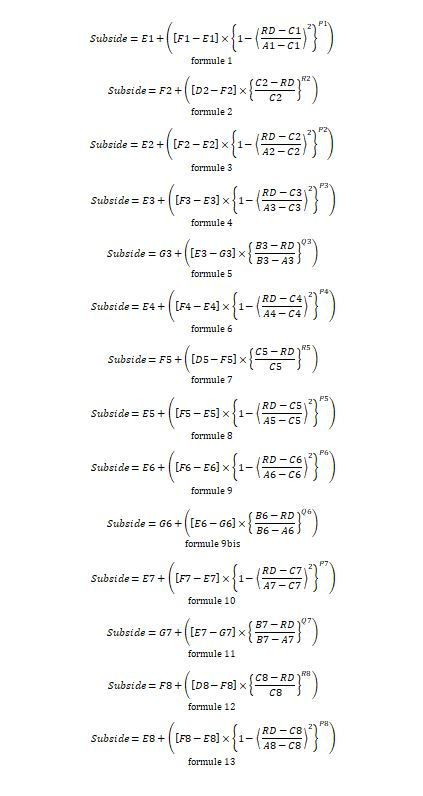 Subside = E1 + ([F1 − E1] × {1 − ((RD − C1)/(A1 − C1))²}^P1)
formule 1
Subside = F2 + ([D2 − F2] × {(C2 − RD)/C2}^R2)
formule 2
Subside = E2 + ([F2 − E2] × {1 − ((RD − C2)/(A2 − C2))²}^P2)
formule 3
Subside = E3 + ([F3 − E3] × {1 − ((RD − C3)/(A3 − C3))²}^P3)
formule 4
Subside = G3 + ([E3 − G3] × {(B3 − RD)/(B3 − A3)}^Q3)
formule 5
Subside = E4 + ([F4 − E4] × {1 − ((RD − C4)/(A4 − C4))²}^P4)
formule 6
Subside = F5 + ([D5 − F5] × {(C5 − RD)/C5}^R5)
formule 7
Subside = E5 + ([F5 − E5] × {1 − ((RD − C5)/(A5 − C5))²}^P5)
formule 8
Subside = E6 + ([F6 − E6] × {1 − ((RD − C6)/(A6 − C6))²}^P6)
formule 9
Subside = G6 + ([E6 − G6] × {(B6 − RD)/(B6 − A6)}^Q6)
formule 9bis
Subside = E7 + ([F7 − E7] × {1 − ((RD − C7)/(A7 − C7))²}^P7)
formule 10
Subside = G7 + ([E7 − G7] × {(B7 − RD)/(B7 − A7)}^Q7)
formule 11
Subside = F8 + ([D8 − F8] × {(C8 − RD)/C8}^R8)
formule 12
Subside = E8 + ([F8 − E8] × {1 − ((RD − C8)/(A8 − C8))²}^P8)
formule 13